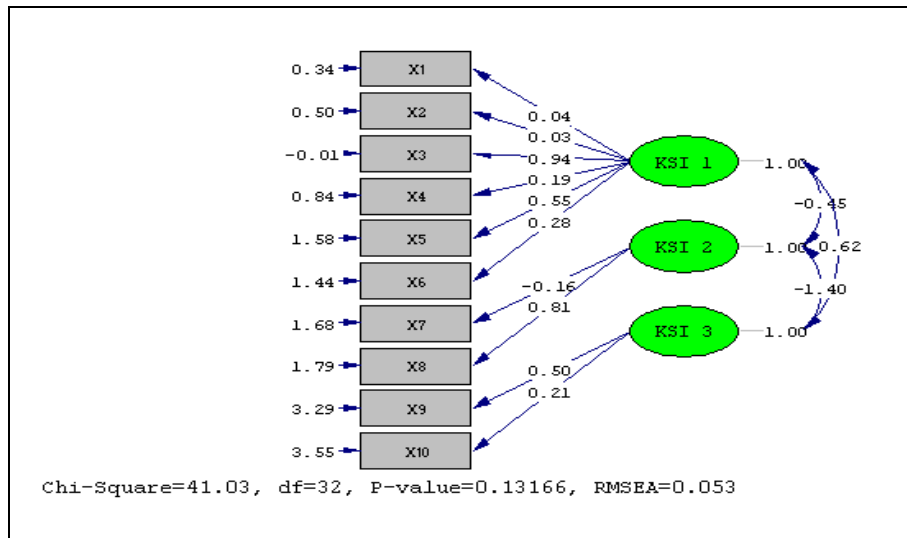 0.34 X1
0.50 X2
-0.01 X3
0.84 X4
1.58 X5
1.44 X6
1.68 X7
1.79 X8
3.29 X9
3.55 X10
0.04
0.03
0.94
0.19
0.55
0.28
-0.16
0.81
0.50
0.21
KSI 1 1.00
KSI 2 1.00
KSI 3 1.00
-0.45
0.62
-1.40
Chi-Square=41.03, df=32, P-value=0.13166, RMSEA=0.053